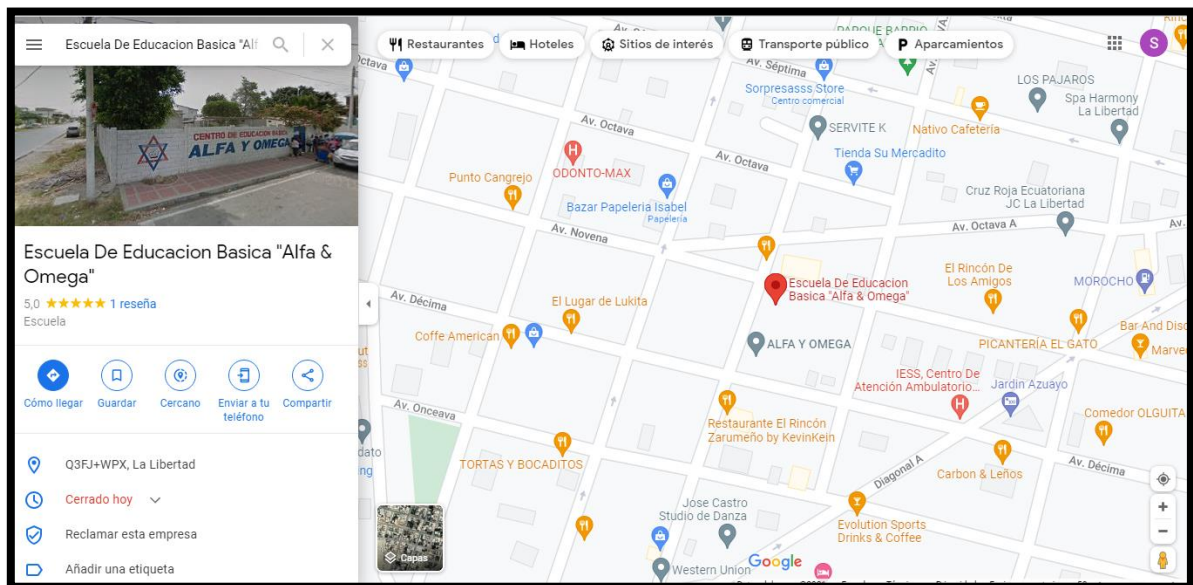 Escuela De Educacion Basica "Alf
CENTRO DE EDUCACION BASICA
ALFA Y OMEGA
Escuela De Educacion Basica "Alfa &
Omega"
5,0 ★★★★★ 1 reseña
Escuela
Cómo llegar
Guardar
Cercano
Enviar a tu
teléfono
Compartir
Q3FJ+WPX, La Libertad
Cerrado hoy
Reclamar esta empresa
Añadir una etiqueta
Restaurantes
Hoteles
Sitios de interés
Transporte público
P Aparcamientos
S
PARQUE BARRIO
Octava
Av. Séptima
Sorpresasss Store
Centro comercial
LOS PAJAROS
Spa Harmony
La Libertad
Av. Octava
SERVITE K
Nativo Cafetería
ODONTO-MAX
Av. Octava
Tienda Su Mercadito
Punto Cangrejo
Bazar Papeleria Isabel
Papelería
Cruz Roja Ecuatoriana
JC La Libertad
Av. Novena
Av. Octava A
Av.
Escuela De Educacion
Basica "Alfa & Omega"
El Rincón De
Los Amigos
MOROCHO
Av. Décima
El Lugar de Lukita
Coffe American
ALFA Y OMEGA
PICANTERÍA EL GATO
Bar And Disc
Marve
IESS, Centro De
Atención Ambulatorio...
Jardin Azuayo
Av. Onceava
Restaurante El Rincón
Zarumeño by KevinKein
Comedor OLGUITA
TORTAS Y BOCADITOS
Diagonal A
Carbon & Leños
Av. Décima
Jose Castro
Studio de Danza
Evolution Sports
Drinks & Coffee
Capas
Western Union
Google